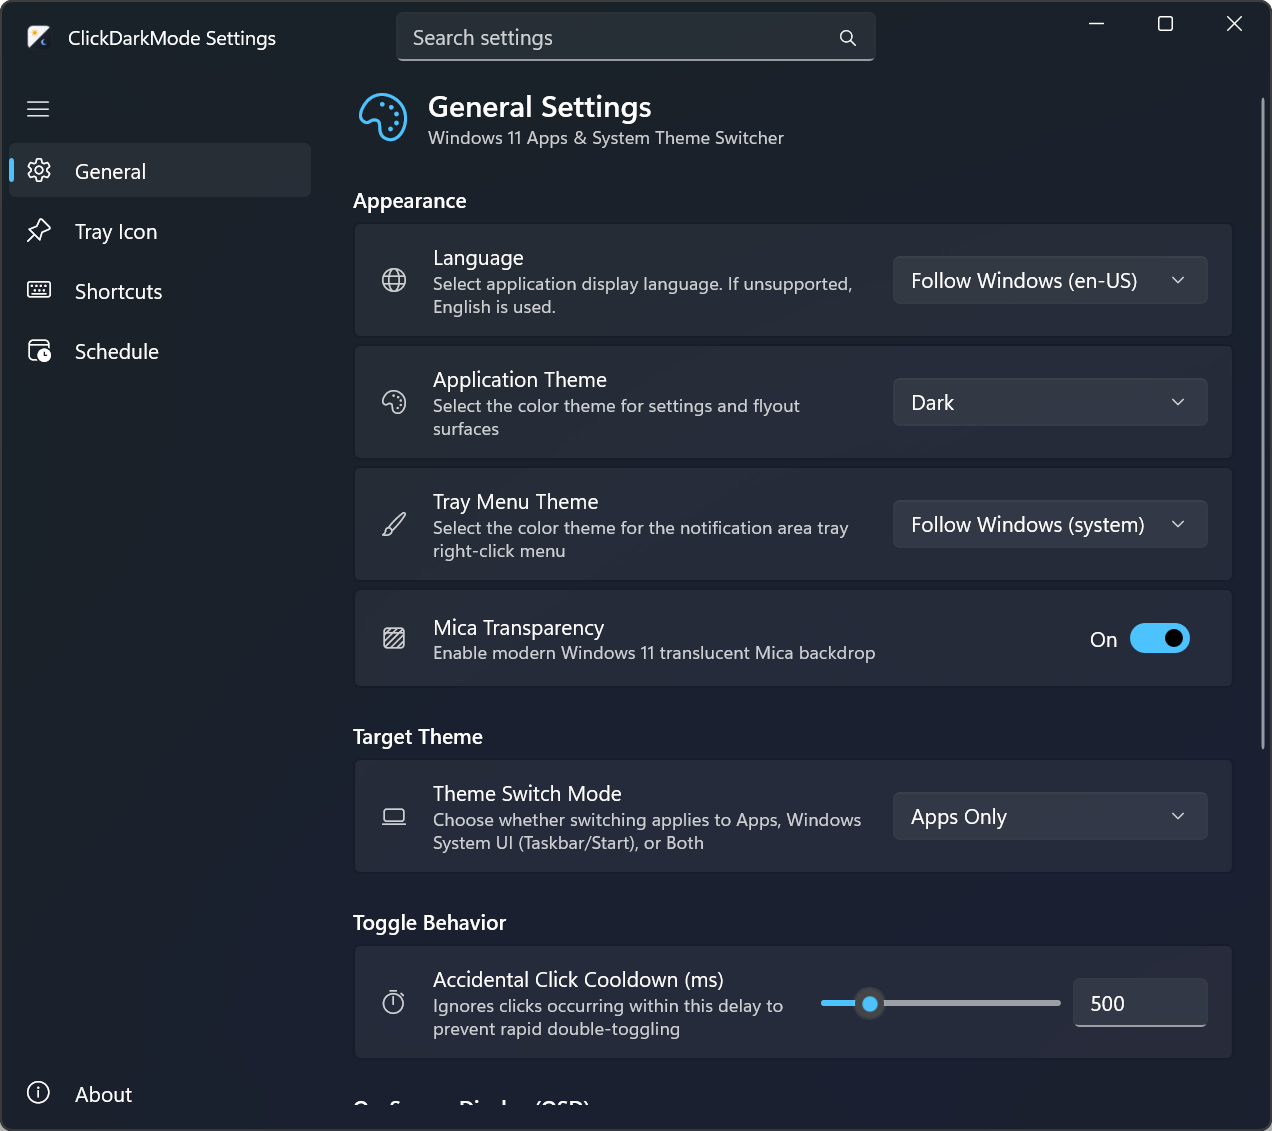 ClickDarkMode Settings
Search settings
General
Tray Icon
Shortcuts
Schedule
About
General Settings
Windows 11 Apps & System Theme Switcher
Appearance
Language
Select application display language. If unsupported,
English is used.
Follow Windows (en-US)
Application Theme
Select the color theme for settings and flyout
surfaces
Dark
Tray Menu Theme
Select the color theme for the notification area tray
right-click menu
Follow Windows (system)
Mica Transparency
Enable modern Windows 11 translucent Mica backdrop
On
Target Theme
Theme Switch Mode
Choose whether switching applies to Apps, Windows
System UI (Taskbar/Start), or Both
Apps Only
Toggle Behavior
Accidental Click Cooldown (ms)
Ignores clicks occurring within this delay to
prevent rapid double-toggling
500
On-Screen Display (OSD)